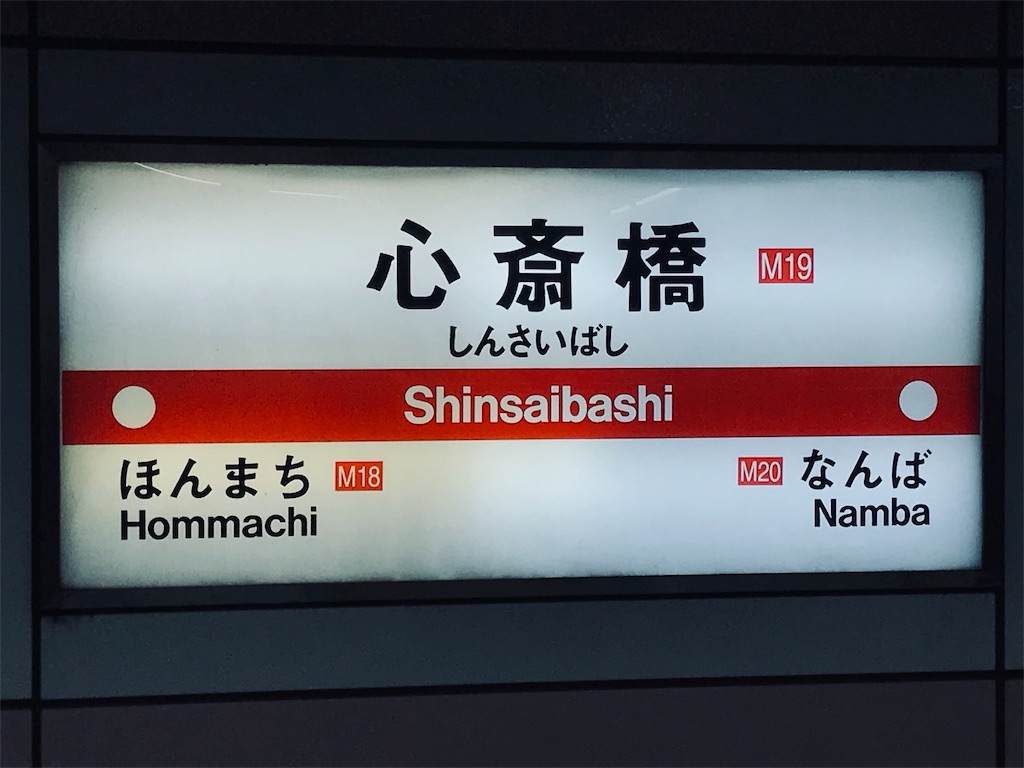 心斎橋 M19
しんさいばし
Shinsaibashi
ほんまち M18
Hommachi
M20 なんば
Namba